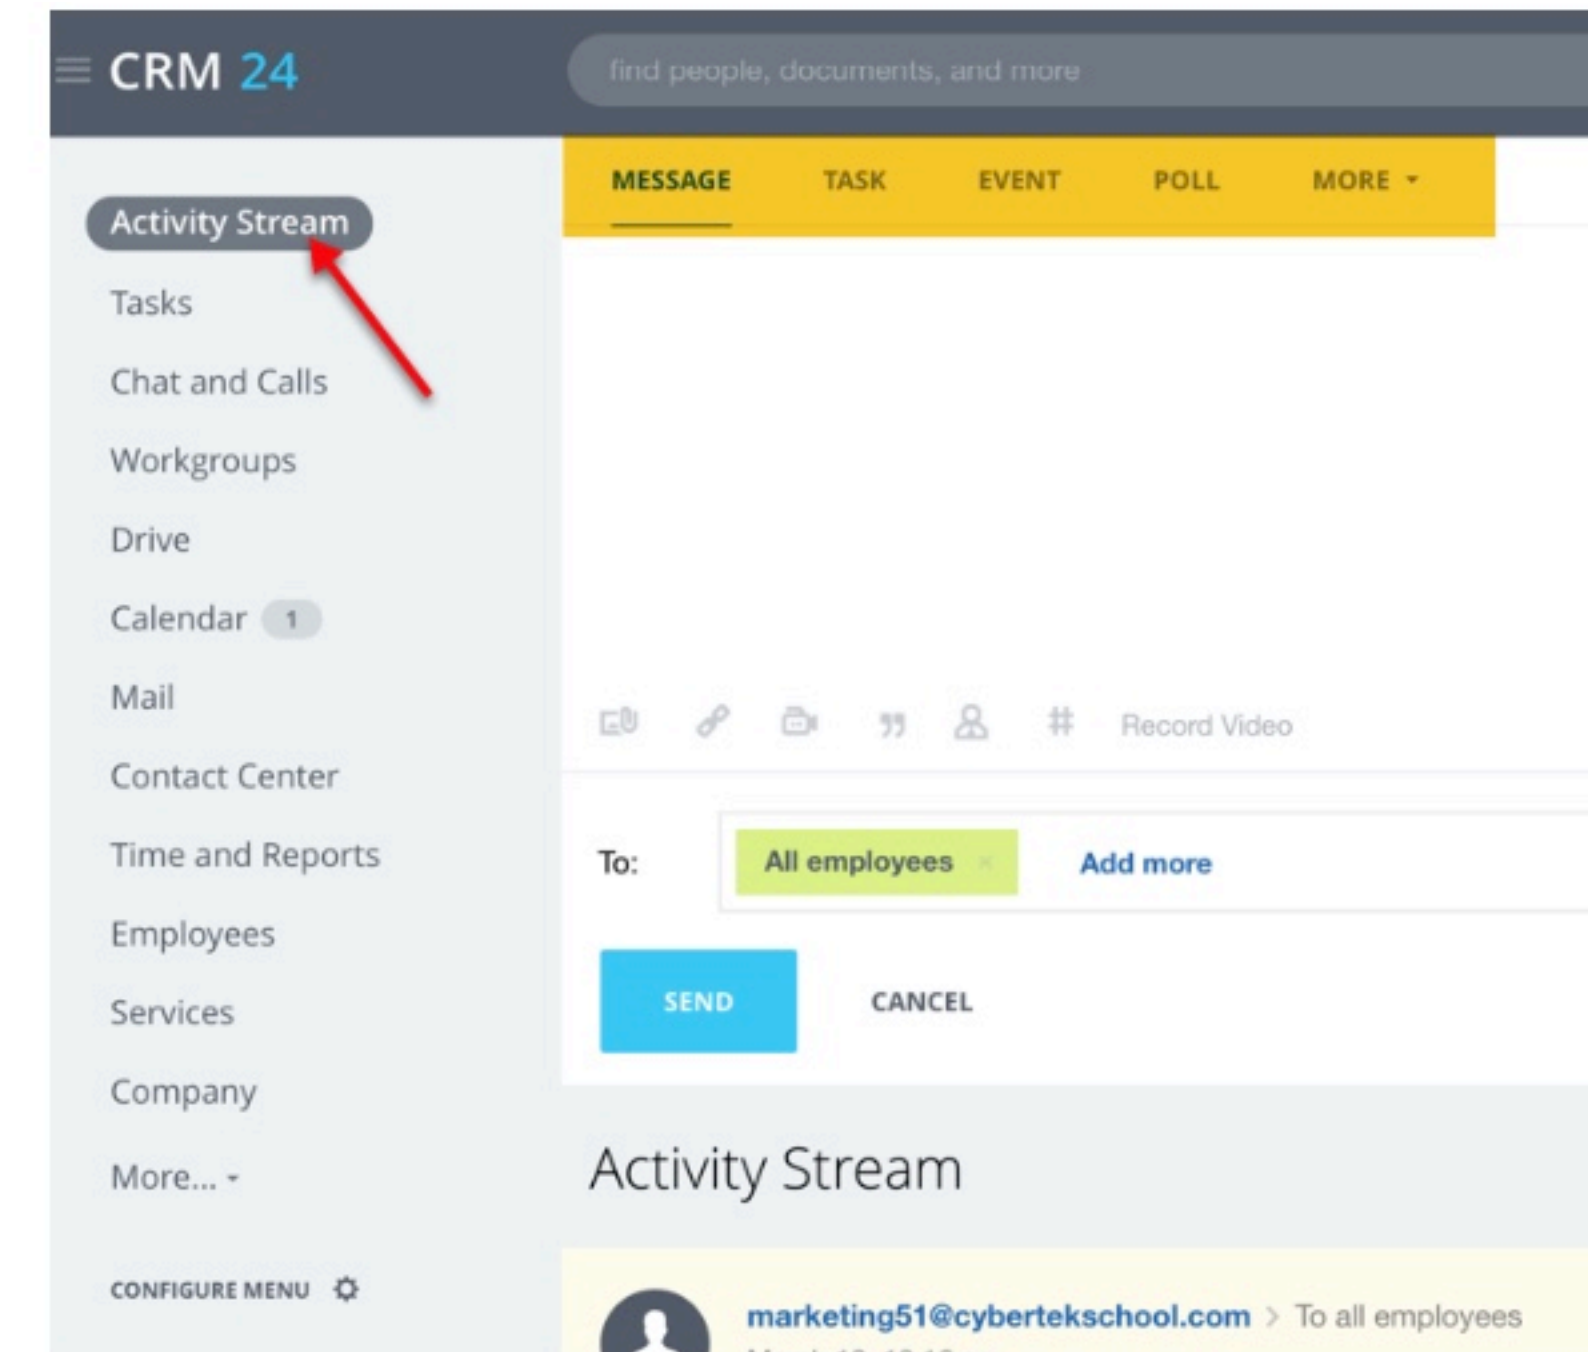 CRM 24
find people, documents, and more
Activity Stream
Tasks
Chat and Calls
Workgroups
Drive
Calendar 1
Mail
Contact Center
Time and Reports
Employees
Services
Company
More...
CONFIGURE MENU
MESSAGE TASK EVENT POLL MORE
Record Video
To: All employees × Add more
SEND CANCEL
Activity Stream
marketing51@cybertekschool.com > To all employees